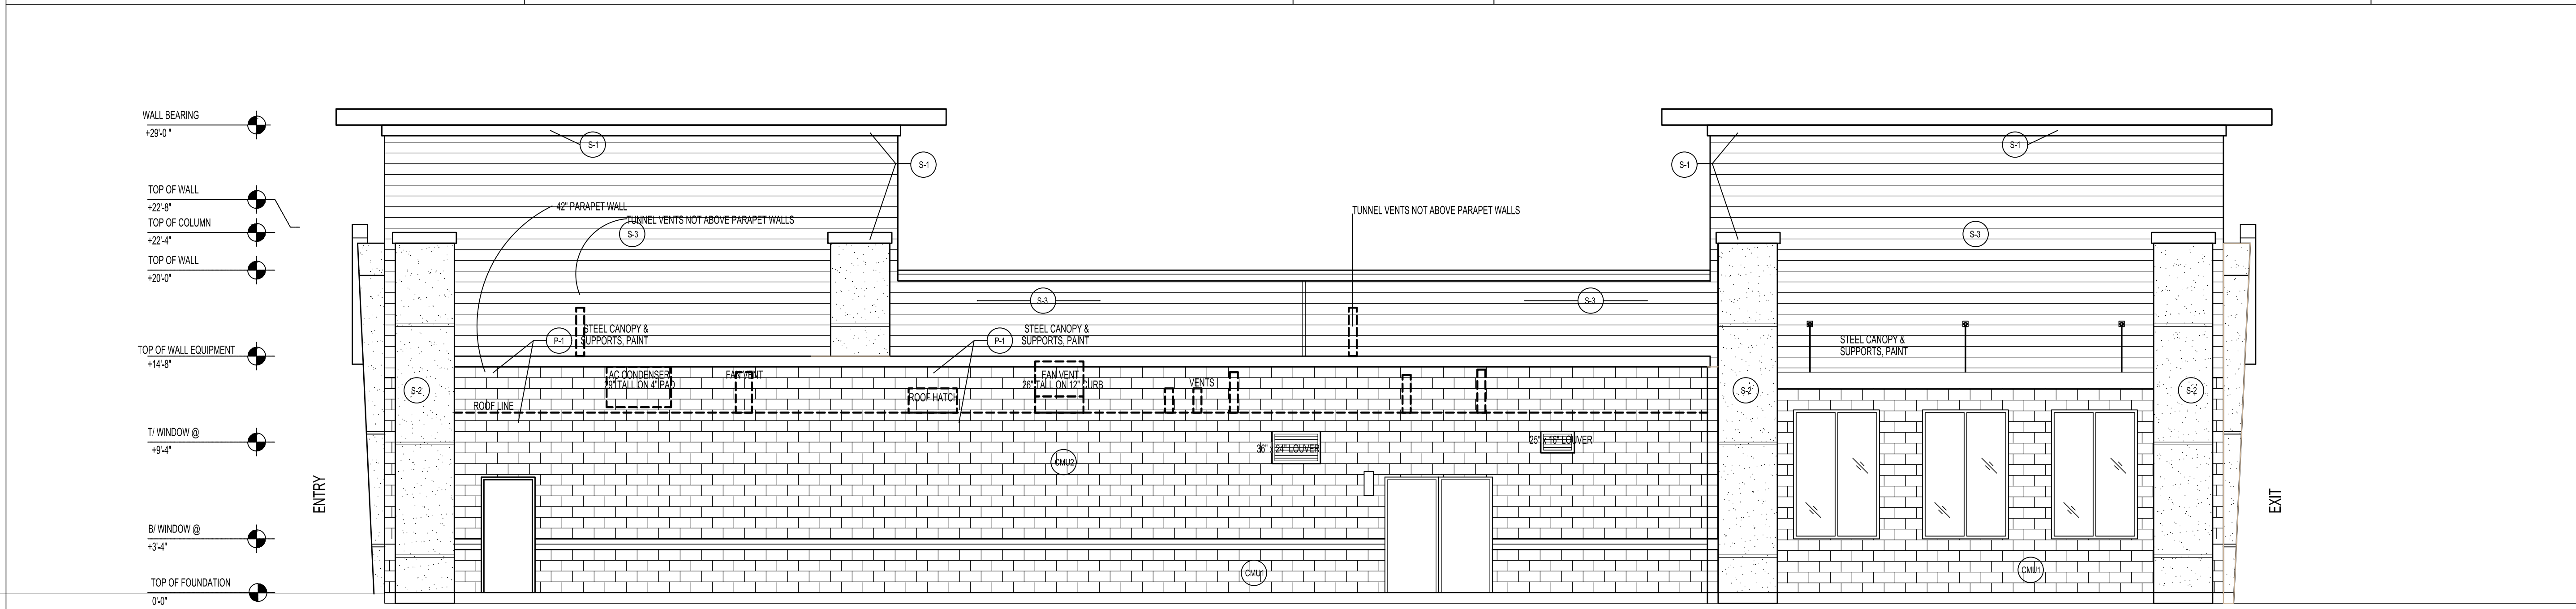 WALL BEARING
+29'-0 "
TOP OF WALL
+22'-8"
TOP OF COLUMN
+22'-4"
TOP OF WALL
+20'-0"
TOP OF WALL EQUIPMENT
+14'-8"
T/ WINDOW @
+9'-4"
B/ WINDOW @
+3'-4"
TOP OF FOUNDATION
0'-0"
ENTRY
S-1
S-1
S-1
S-1
42" PARAPET WALL
TUNNEL VENTS NOT ABOVE PARAPET WALLS
S-3
TUNNEL VENTS NOT ABOVE PARAPET WALLS
S-3
S-3
S-3
P-1
STEEL CANOPY &
SUPPORTS, PAINT
P-1
STEEL CANOPY &
SUPPORTS, PAINT
STEEL CANOPY &
SUPPORTS, PAINT
AC CONDENSER
29" TALL ON 4" PAD
FAN VENT
FAN VENT
26" TALL ON 12" CURB
VENTS
ROOF HATCH
ROOF LINE
S-2
S-2
S-2
36" x 24" LOUVER
25" x 16" LOUVER
CMU2
CMU1
CMU1
EXIT